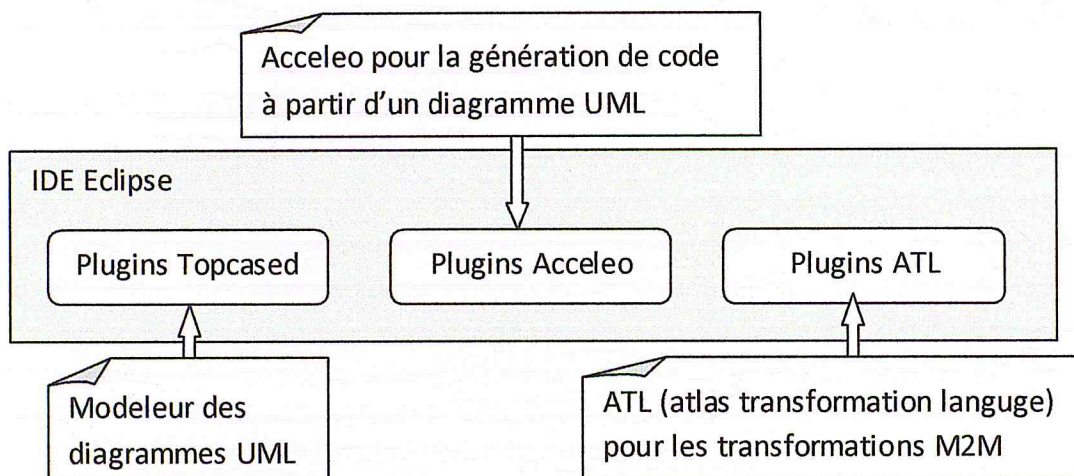 Acceleo pour la génération de code
à partir d'un diagramme UML
IDE Eclipse
Plugins Topcased
Plugins Acceleo
Plugins ATL
Modeleur des
diagrammes UML
ATL (atlas transformation languge)
pour les transformations M2M